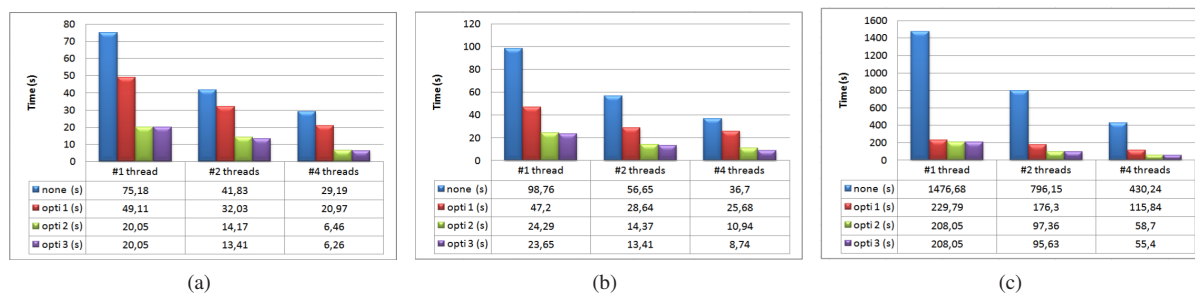 80
70
60
50
40
30
20
10
0
Time (s)
#1 thread #2 threads #4 threads
none (s) 75,18 41,83 29,19
opti 1 (s) 49,11 32,03 20,97
opti 2 (s) 20,05 14,17 6,46
opti 3 (s) 20,05 13,41 6,26
(a)
120
100
80
60
40
20
0
Time (s)
#1 thread #2 threads #4 threads
none (s) 98,76 56,65 36,7
opti 1 (s) 47,2 28,64 25,68
opti 2 (s) 24,29 14,37 10,94
opti 3 (s) 23,65 13,41 8,74
(b)
1600
1400
1200
1000
800
600
400
200
0
Time (s)
#1 thread #2 threads #4 threads
none (s) 1476,68 796,15 430,24
opti 1 (s) 229,79 176,3 115,84
opti 2 (s) 208,05 97,36 58,7
opti 3 (s) 208,05 95,63 55,4
(c)